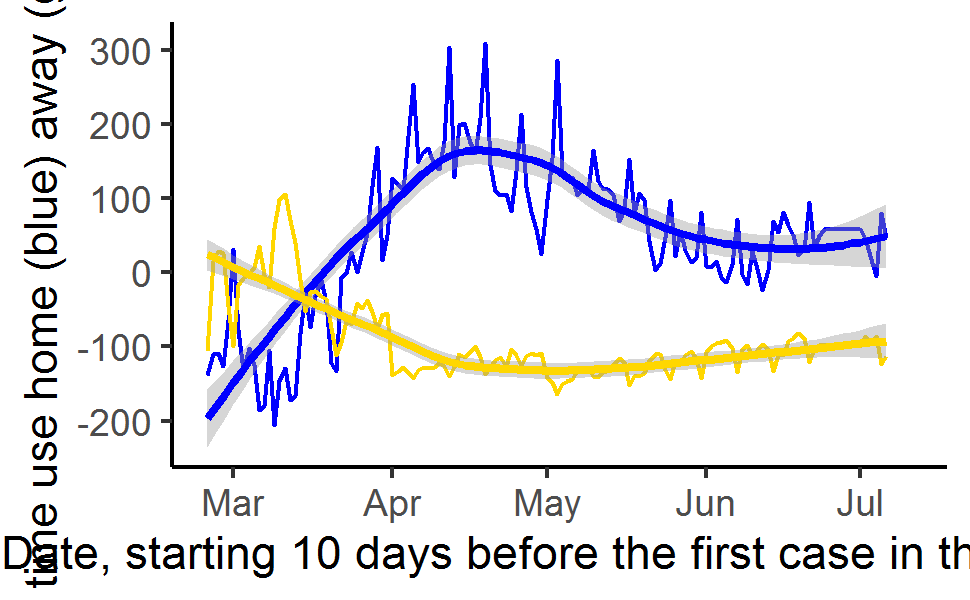 time use home (blue) away (
300
200
100
0
-100
-200
Mar Apr May Jun Jul
Date, starting 10 days before the first case in th